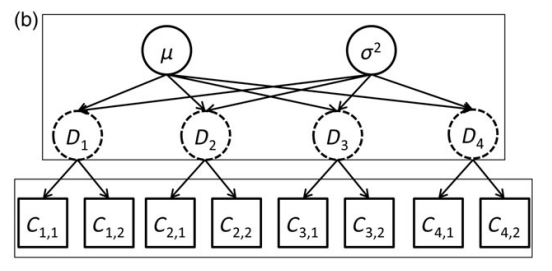 (b)
μ σ²
D₁ D₂ D₃ D₄
C₁,₁ C₁,₂ C₂,₁ C₂,₂ C₃,₁ C₃,₂ C₄,₁ C₄,₂